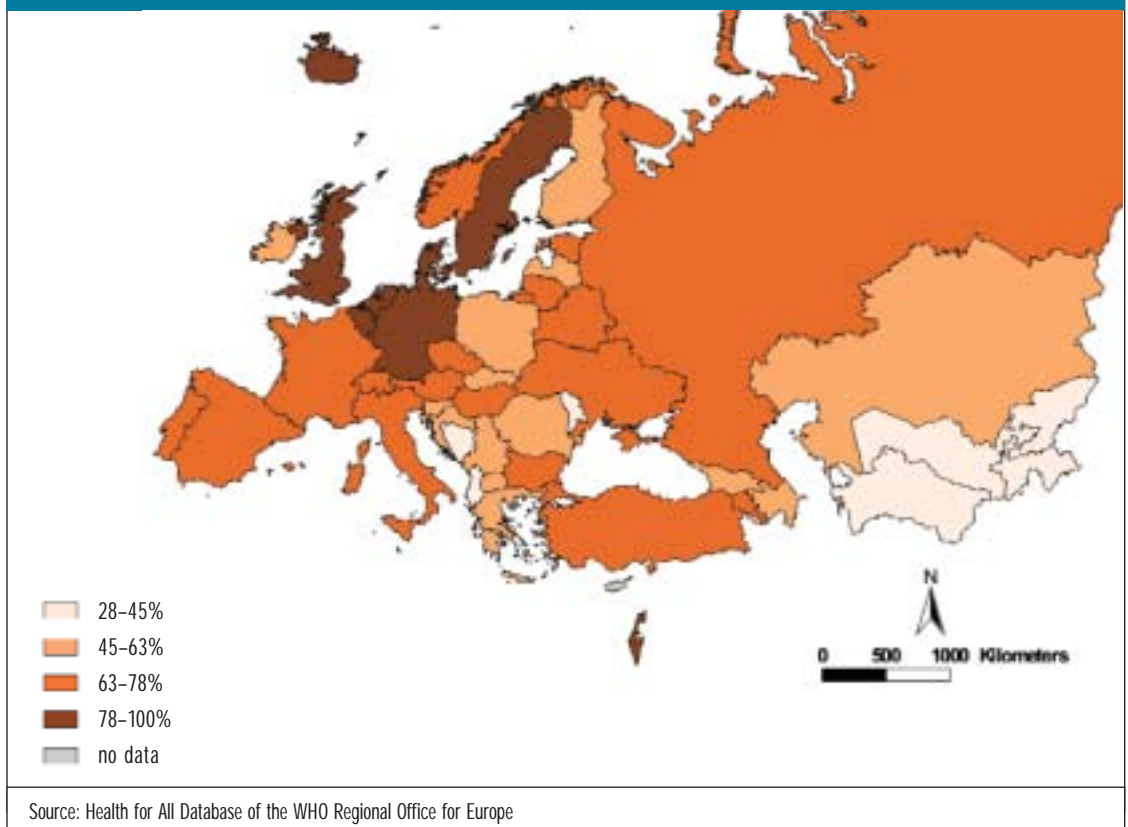 28–45%
45–63%
63–78%
78–100%
no data
N
0 500 1000 Kilometers
Source: Health for All Database of the WHO Regional Office for Europe